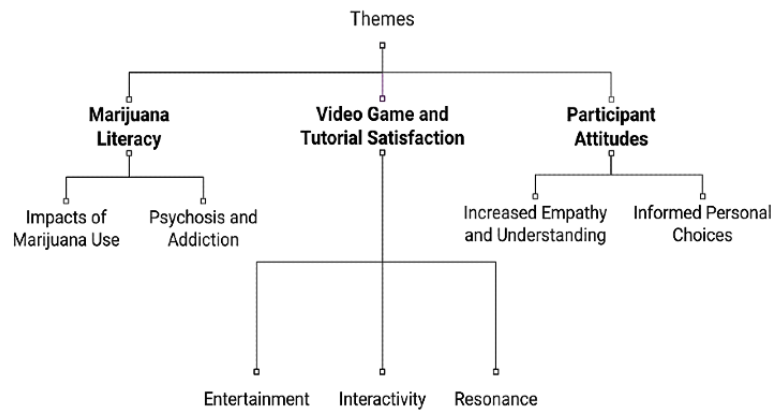 Themes
Marijuana
Literacy
Video Game and
Tutorial Satisfaction
Participant
Attitudes
Impacts of
Marijuana Use
Psychosis and
Addiction
Increased Empathy
and Understanding
Informed Personal
Choices
Entertainment
Interactivity
Resonance